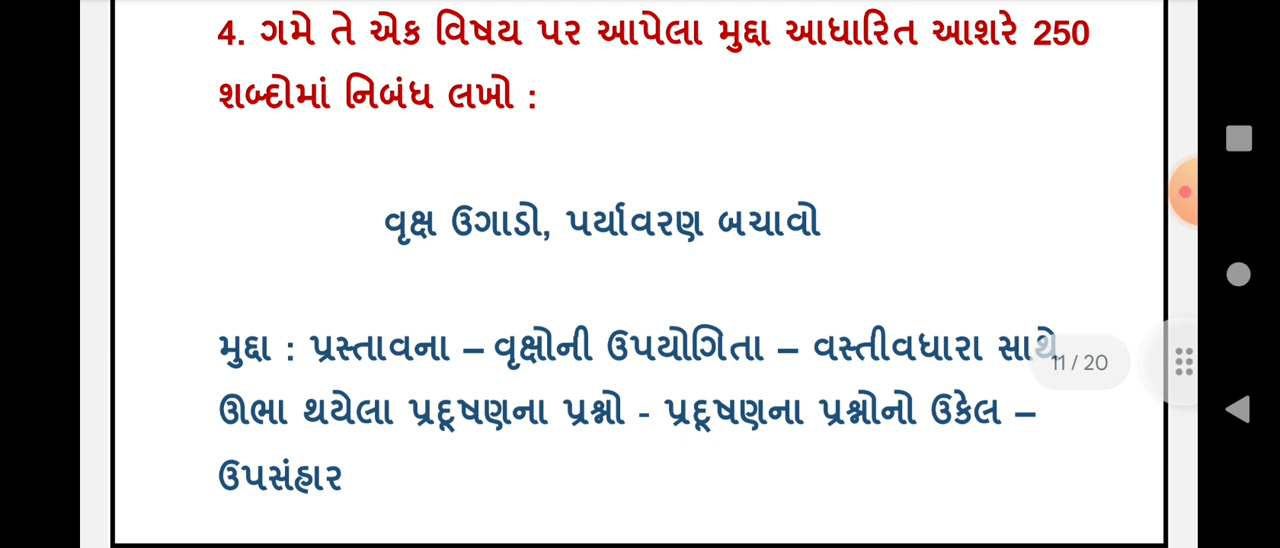 4. ગમે તે એક વિષય પર આપેલા મુદ્દા આધારિત આશરે 250
શબ્દોમાં નિબંધ લખો :
વૃક્ષ ઉગાડો, પર્યાવરણ બચાવો
મુદ્દા : પ્રસ્તાવના – વૃક્ષોની ઉપયોગિતા – વસ્તીવધારા સાથે
11 / 20
ઊભા થયેલા પ્રદૂષણના પ્રશ્નો - પ્રદૂષણના પ્રશ્નોનો ઉકેલ –
ઉપસંહાર